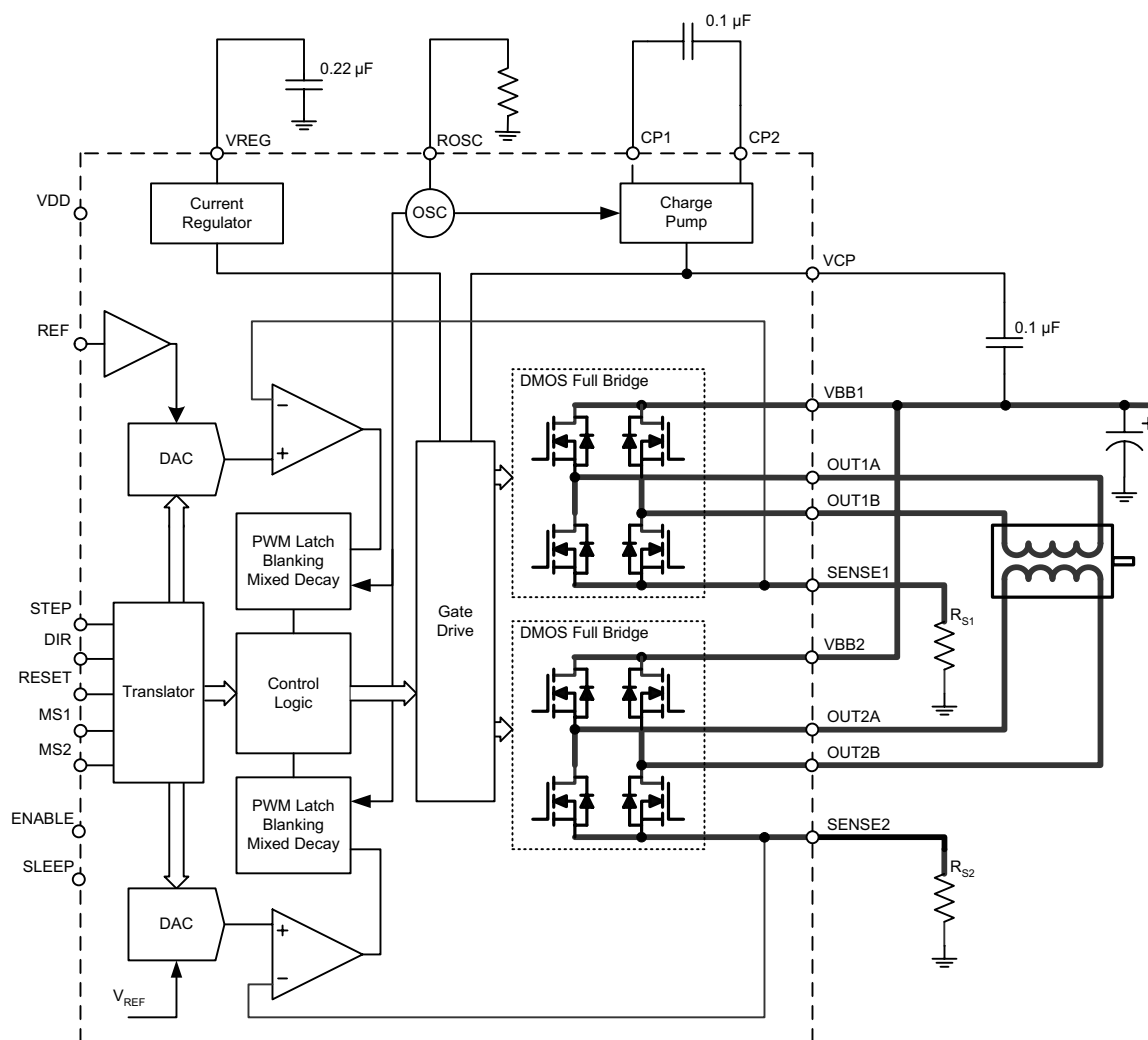 0.1 µF
0.22 µF
VREG
ROSC
CP1
CP2
VDD
Current
Regulator
OSC
Charge
Pump
VCP
REF
0.1 µF
DMOS Full Bridge
−
VBB1
+
+
DAC
OUT1A
OUT1B
PWM Latch
Blanking
Mixed Decay
SENSE1
STEP
Gate
Drive
DMOS Full Bridge
RS1
DIR
VBB2
RESET
Translator
Control
Logic
MS1
OUT2A
MS2
OUT2B
PWM Latch
Blanking
Mixed Decay
ENABLE
SENSE2
SLEEP
RS2
DAC
+
−
VREF